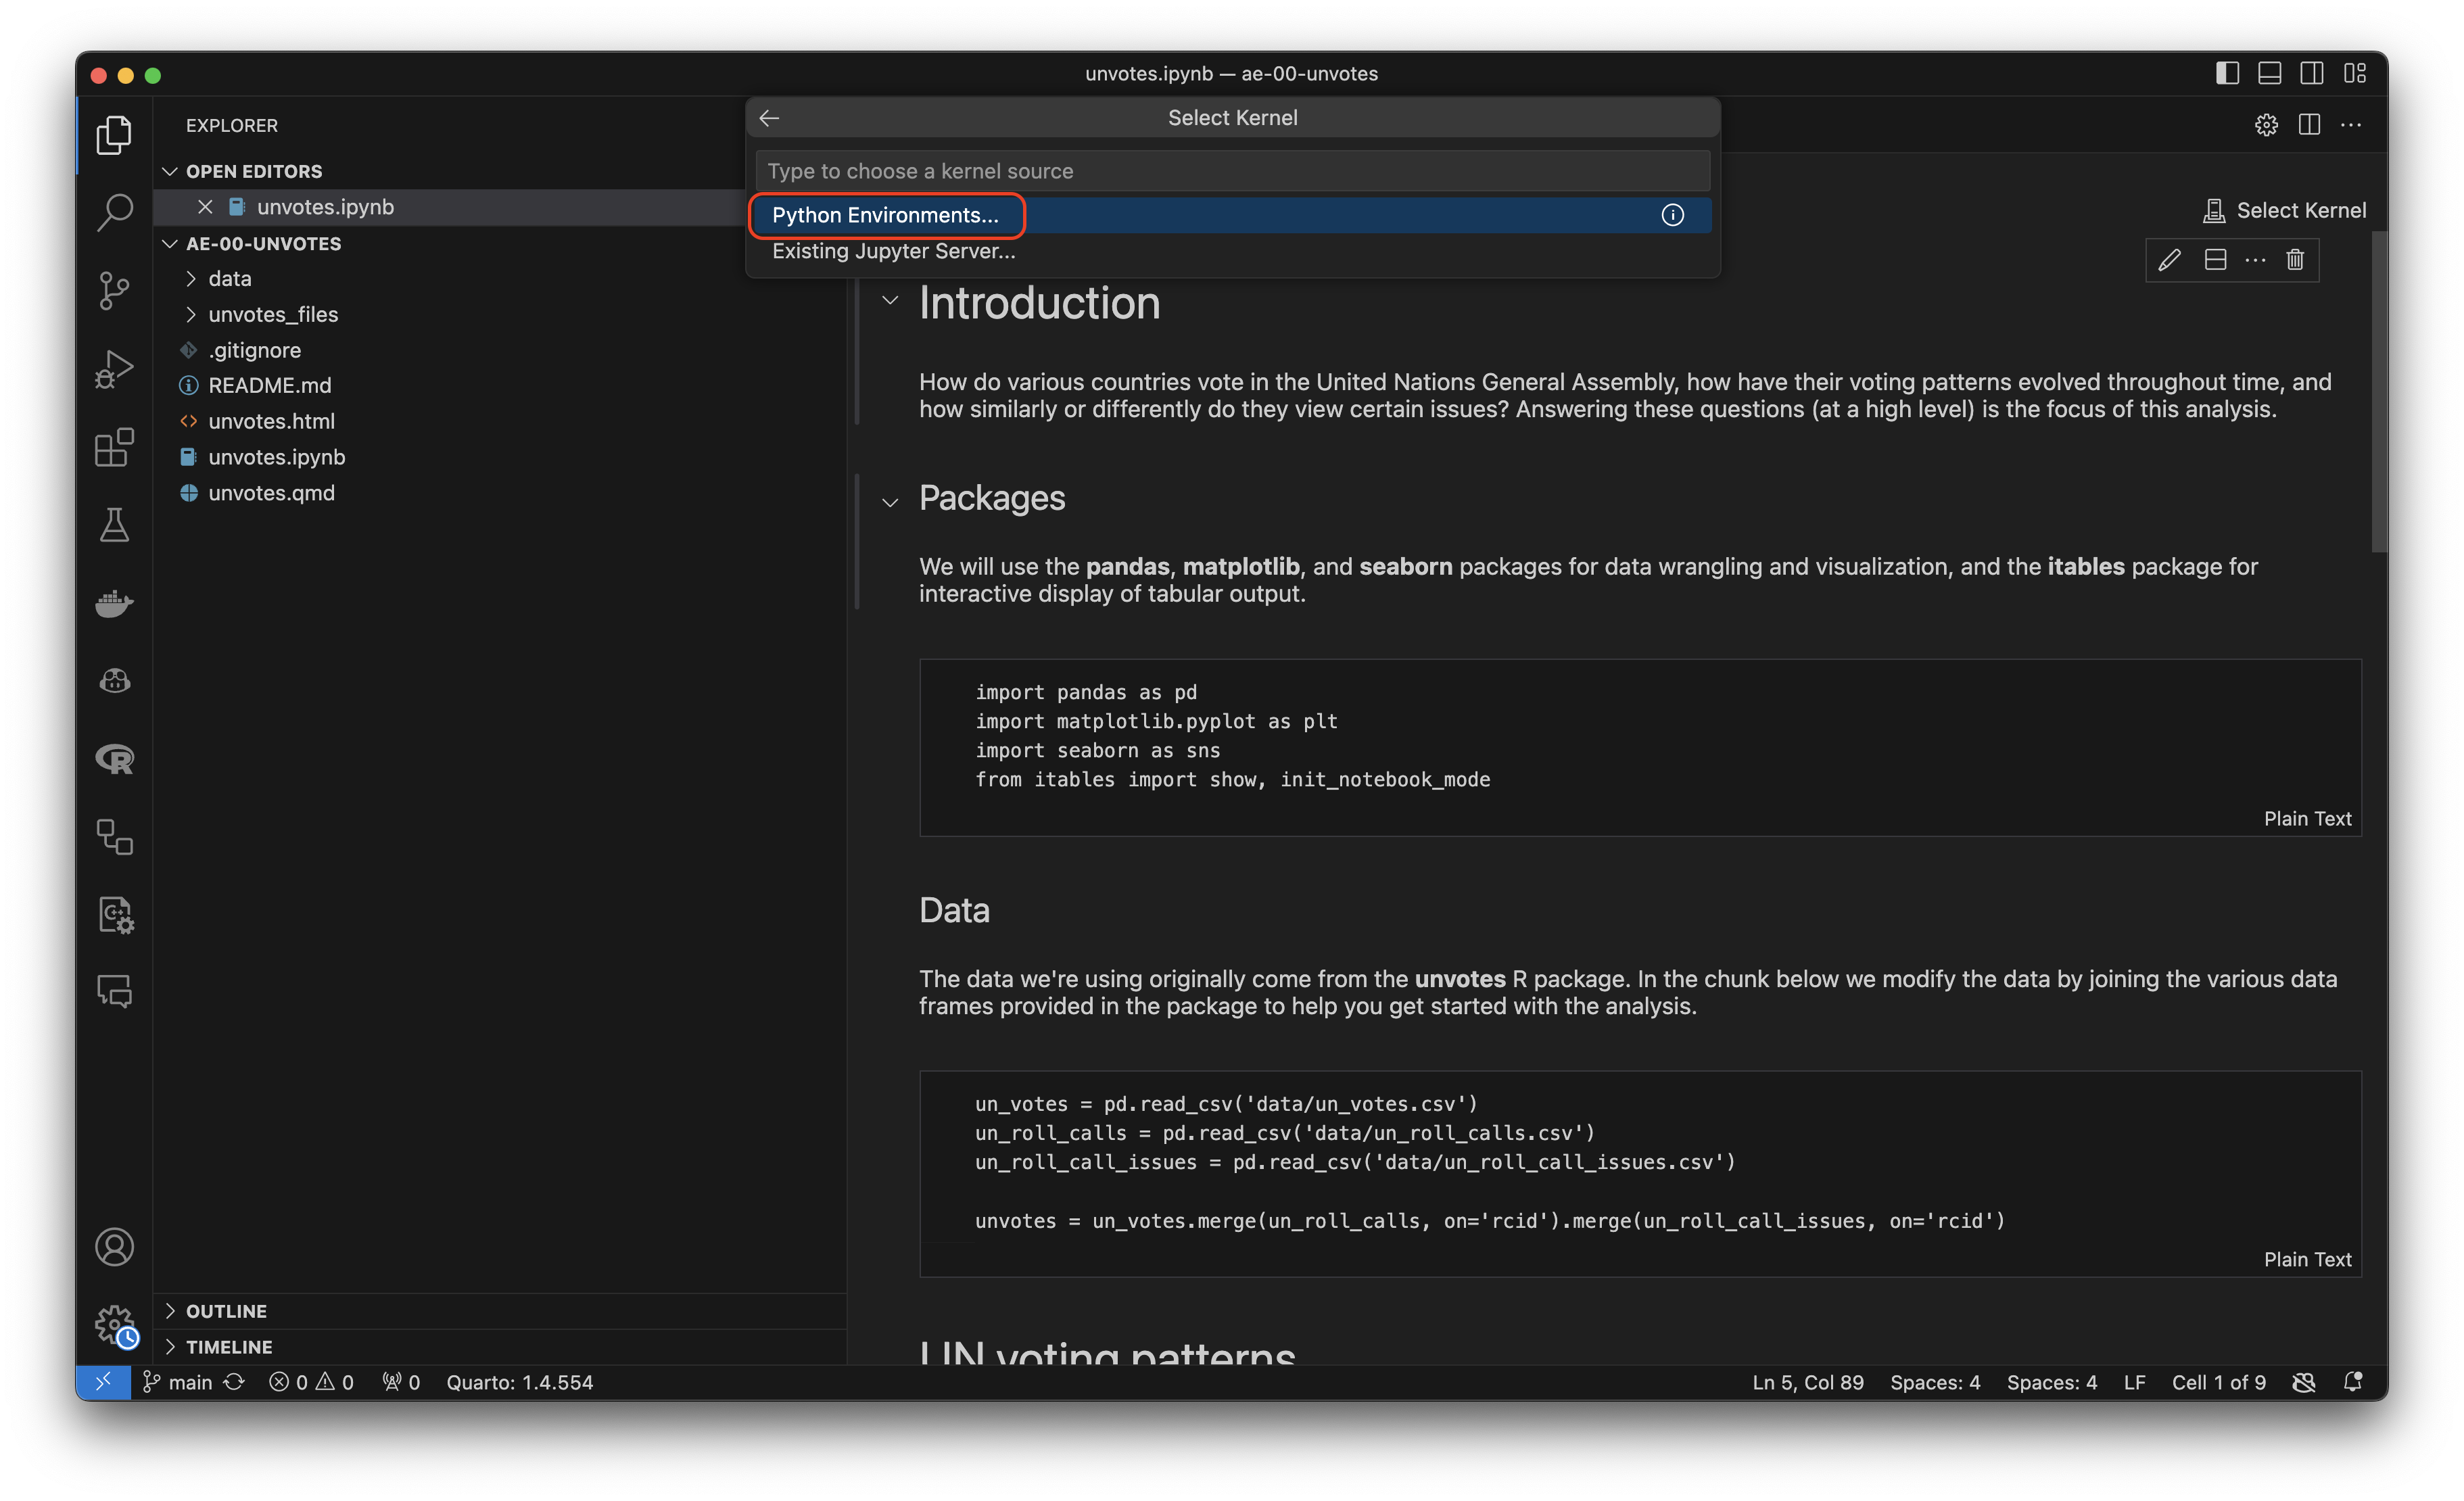 unvotes.ipynb — ae-00-unvotes
EXPLORER
OPEN EDITORS
unvotes.ipynb
AE-00-UNVOTES
data
unvotes_files
.gitignore
README.md
unvotes.html
unvotes.ipynb
unvotes.qmd
OUTLINE
TIMELINE
Select Kernel
Type to choose a kernel source
Python Environments...
Existing Jupyter Server...
Select Kernel
Introduction
How do various countries vote in the United Nations General Assembly, how have their voting patterns evolved throughout time, and
how similarly or differently do they view certain issues? Answering these questions (at a high level) is the focus of this analysis.
Packages
We will use the pandas, matplotlib, and seaborn packages for data wrangling and visualization, and the itables package for
interactive display of tabular output.
import pandas as pd
import matplotlib.pyplot as plt
import seaborn as sns
from itables import show, init_notebook_mode
Plain Text
Data
The data we're using originally come from the unvotes R package. In the chunk below we modify the data by joining the various data
frames provided in the package to help you get started with the analysis.
un_votes = pd.read_csv('data/un_votes.csv')
un_roll_calls = pd.read_csv('data/un_roll_calls.csv')
un_roll_call_issues = pd.read_csv('data/un_roll_call_issues.csv')
unvotes = un_votes.merge(un_roll_calls, on='rcid').merge(un_roll_call_issues, on='rcid')
Plain Text
UN voting patterns
main 0 0 0 Quarto: 1.4.554 Ln 5, Col 89 Spaces: 4 Spaces: 4 LF Cell 1 of 9